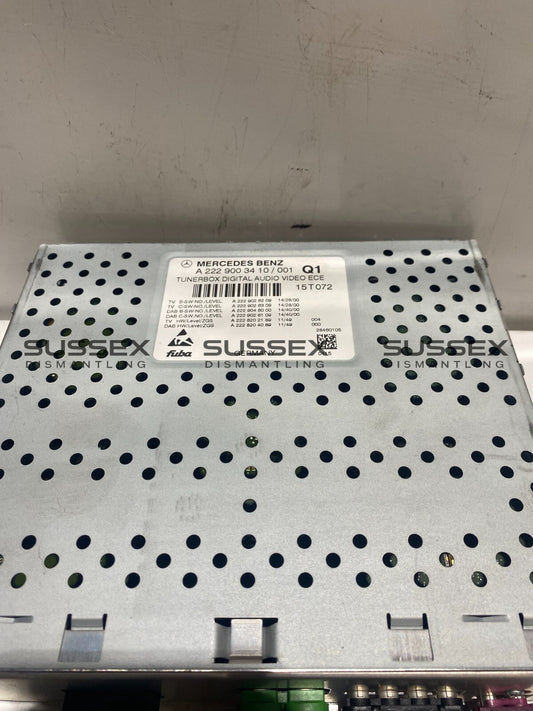 MERCEDES BENZ
A 222 900 34 10 / 001 Q1
TUNERBOX DIGITAL AUDIO VIDEO ECE
15T072
TV B-SW-NO./LEVEL A 222 902 62 09 14/28/00
TV C-SW-NO./LEVEL A 222 902 63 09 14/28/00
DAB B-SW-NO./LEVEL A 222 904 80 00 14/40/00
DAB C-SW-NO./LEVEL A 222 902 81 09 14/40/00
TV HW/Level/ZGS A 222 820 21 89 11/49 004
DAB HW/Level/ZGS A 222 820 40 89 11/49 000
28460105
fuba GERMANY
SUSSEX SUSSEX
DISMANTLING DISMANTLING